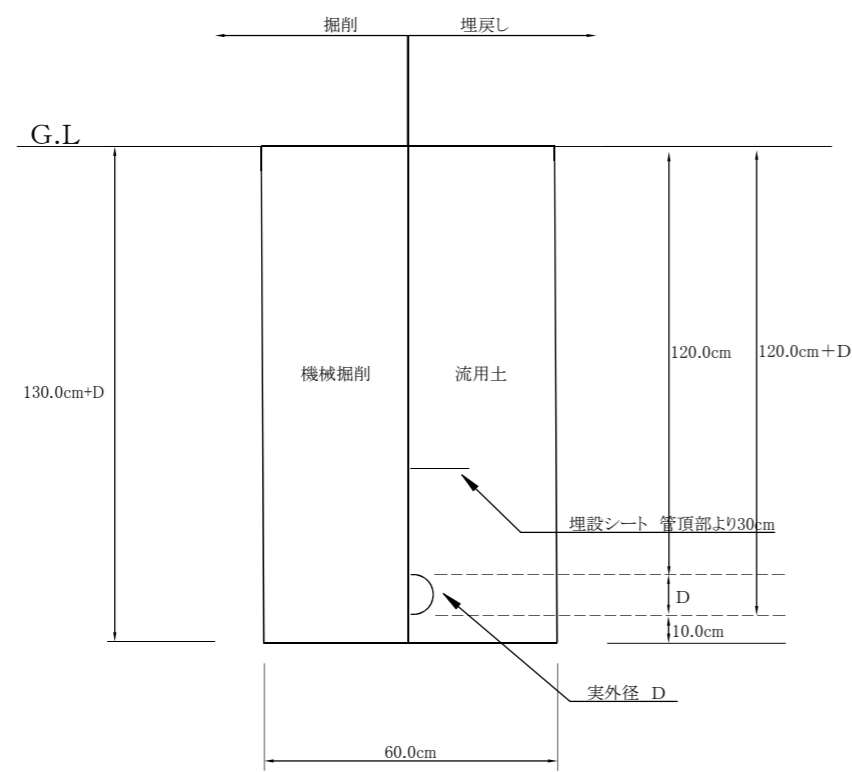 掘削 埋戻し
G.L
120.0cm 120.0cm＋D
機械掘削 流用土
130.0cm+D
埋設シート 管頂部より30cm
D
10.0cm
実外径 D
60.0cm